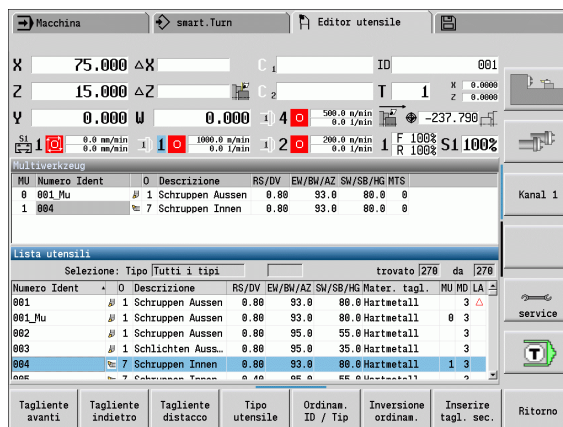 Macchina smart.Turn Editor utensile
X 75.000 ΔX C 1 ID 001
Z 15.000 ΔZ C 2 T 1 X 0.0000 Z 0.0000
Y 0.000 W 0.000 4 500.0 m/min 0.0 1/min -237.790
S1 1 0.0 mm/min 0.0 mm/min 1 1000.0 m/min 0.0 1/min 2 200.0 m/min 0.0 1/min 1 F 100% R 100% S1 100%
Multiverkzeug
MU Numero Ident O Descrizione RS/DV EW/BW/AZ SW/SB/HG MTS
0 001_Mu 1 Schruppen Aussen 0.80 93.0 80.0 0
1 004 7 Schruppen Innen 0.80 93.0 80.0 0
Lista utensili
Selezione: Tipo Tutti i tipi trovato 270 da 270
Numero Ident O Descrizione RS/DV EW/BW/AZ SW/SB/HG Mater. tagl. MU MD LA
001 1 Schruppen Aussen 0.80 93.0 80.0 Hartmetall 3
001_Mu 1 Schruppen Aussen 0.80 93.0 80.0 Hartmetall 0 3
002 1 Schruppen Aussen 0.80 95.0 55.0 Hartmetall 3
003 1 Schlichten Auss… 0.80 95.0 35.0 Hartmetall 3
004 7 Schruppen Innen 0.80 93.0 80.0 Hartmetall 1 3
005 7 Schruppen Innen 0.40 95.0 55.0 Hartmetall 3
Kanal 1
service
T
Tagliente avanti
Tagliente indietro
Tagliente distacco
Tipo utensile
Ordinam. ID / Tip
Inversione ordinam.
Inserire tagl. sec.
Ritorno